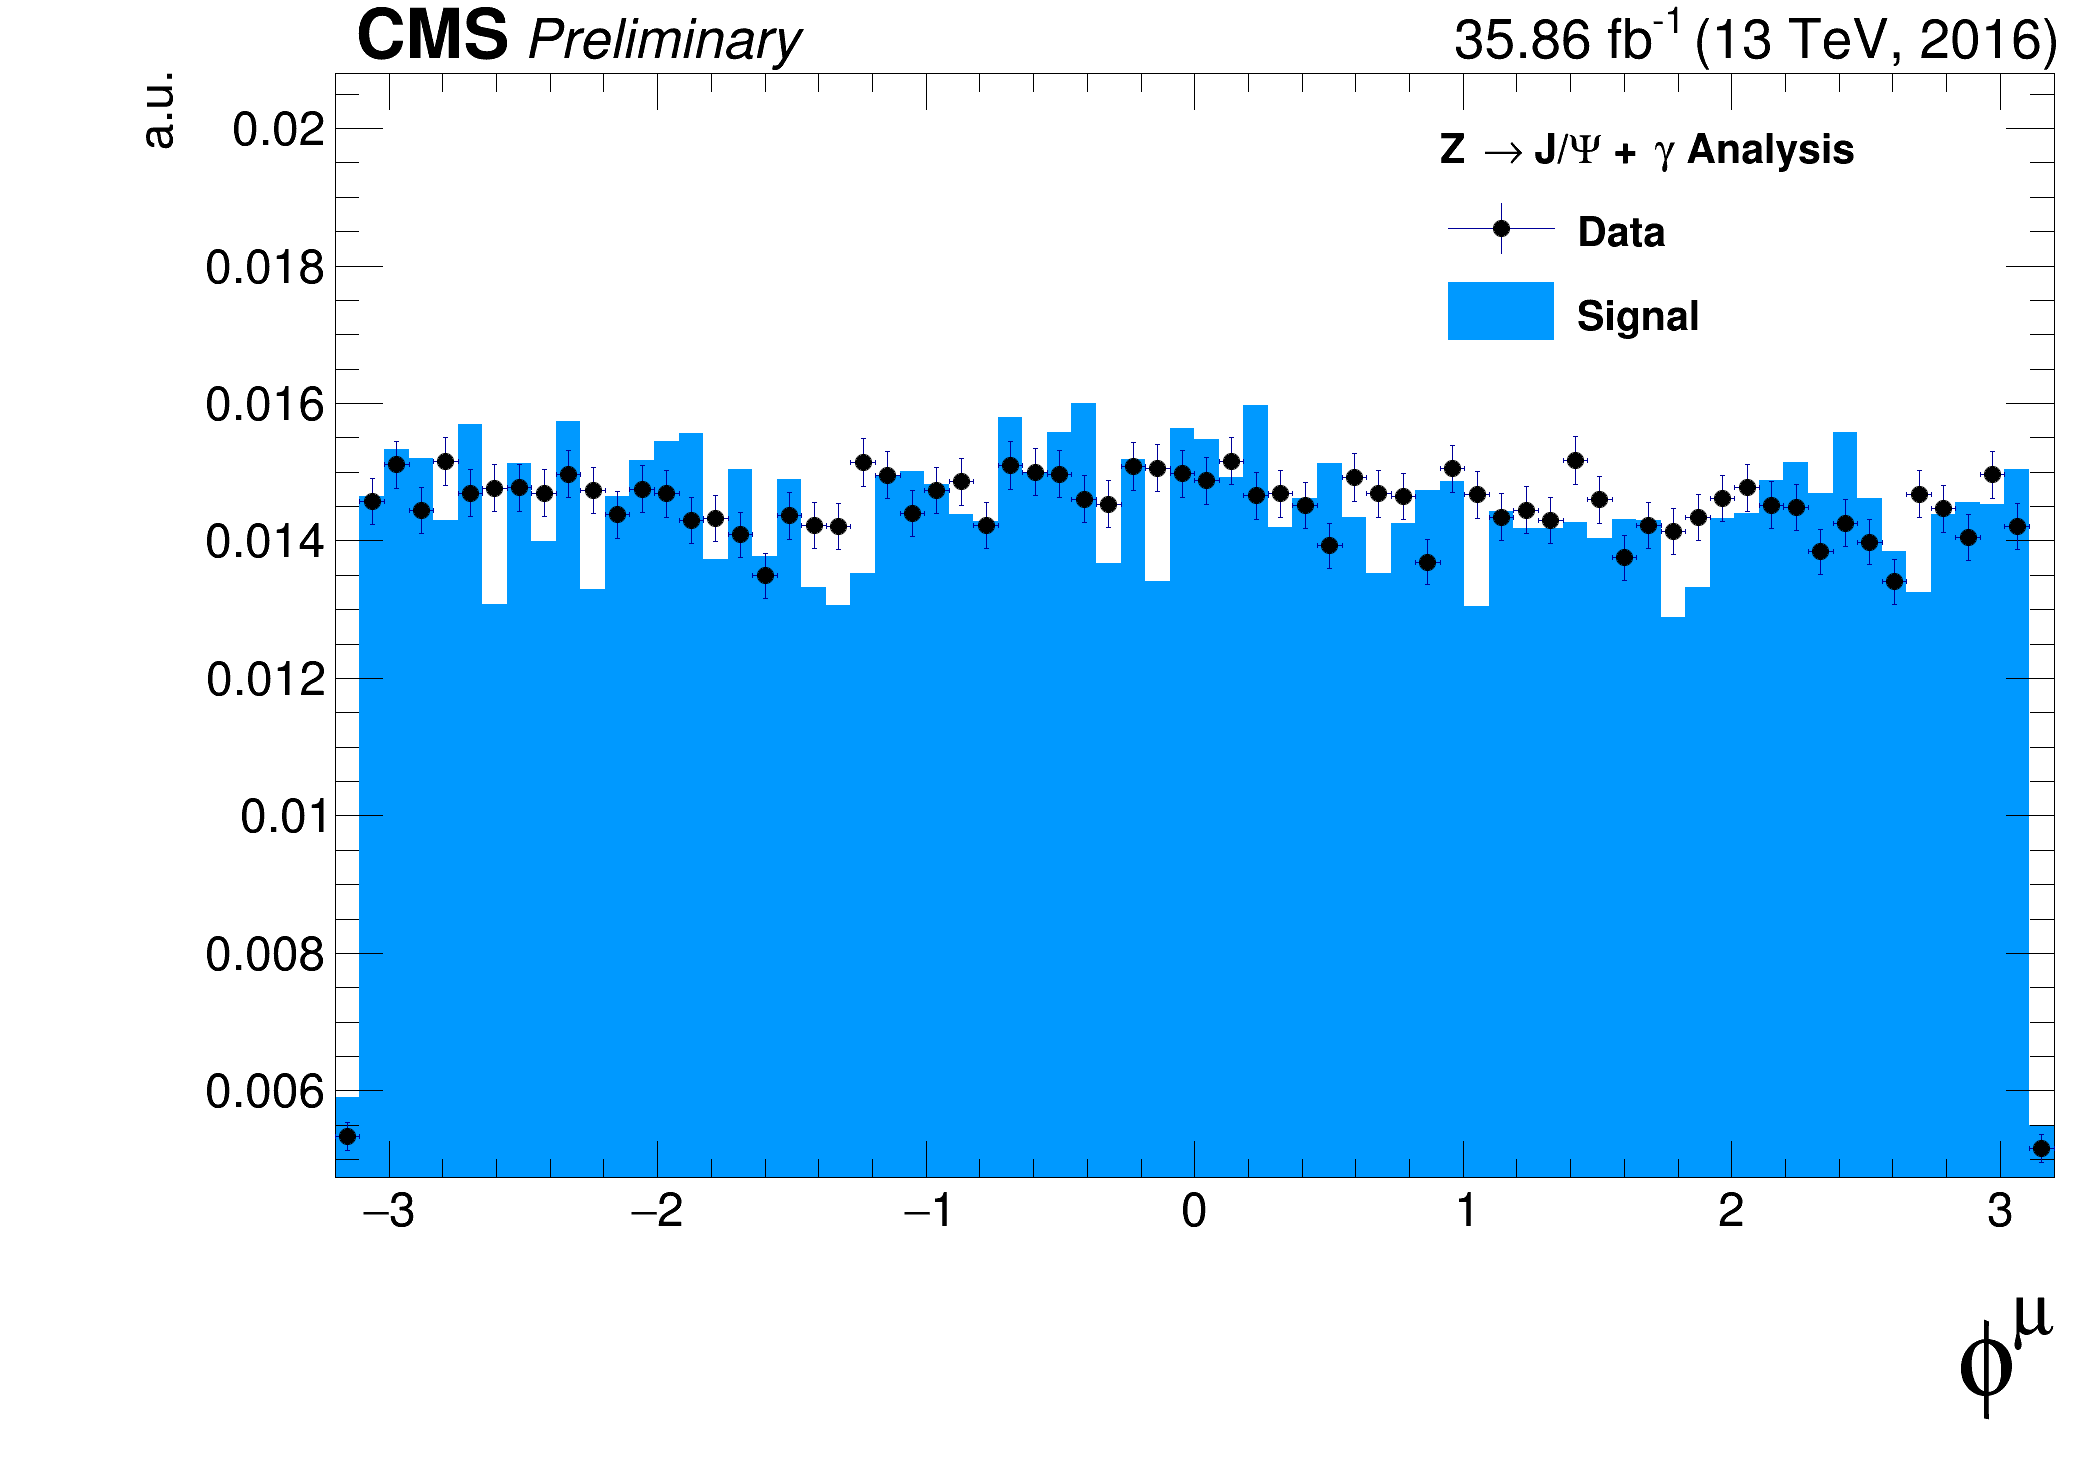 CMS Preliminary 35.86 fb⁻¹ (13 TeV, 2016)
a.u.
0.02
0.018
0.016
0.014
0.012
0.01
0.008
0.006
Z → J/Ψ + γ Analysis
Data
Signal
−3 −2 −1 0 1 2 3
ϕ^μ